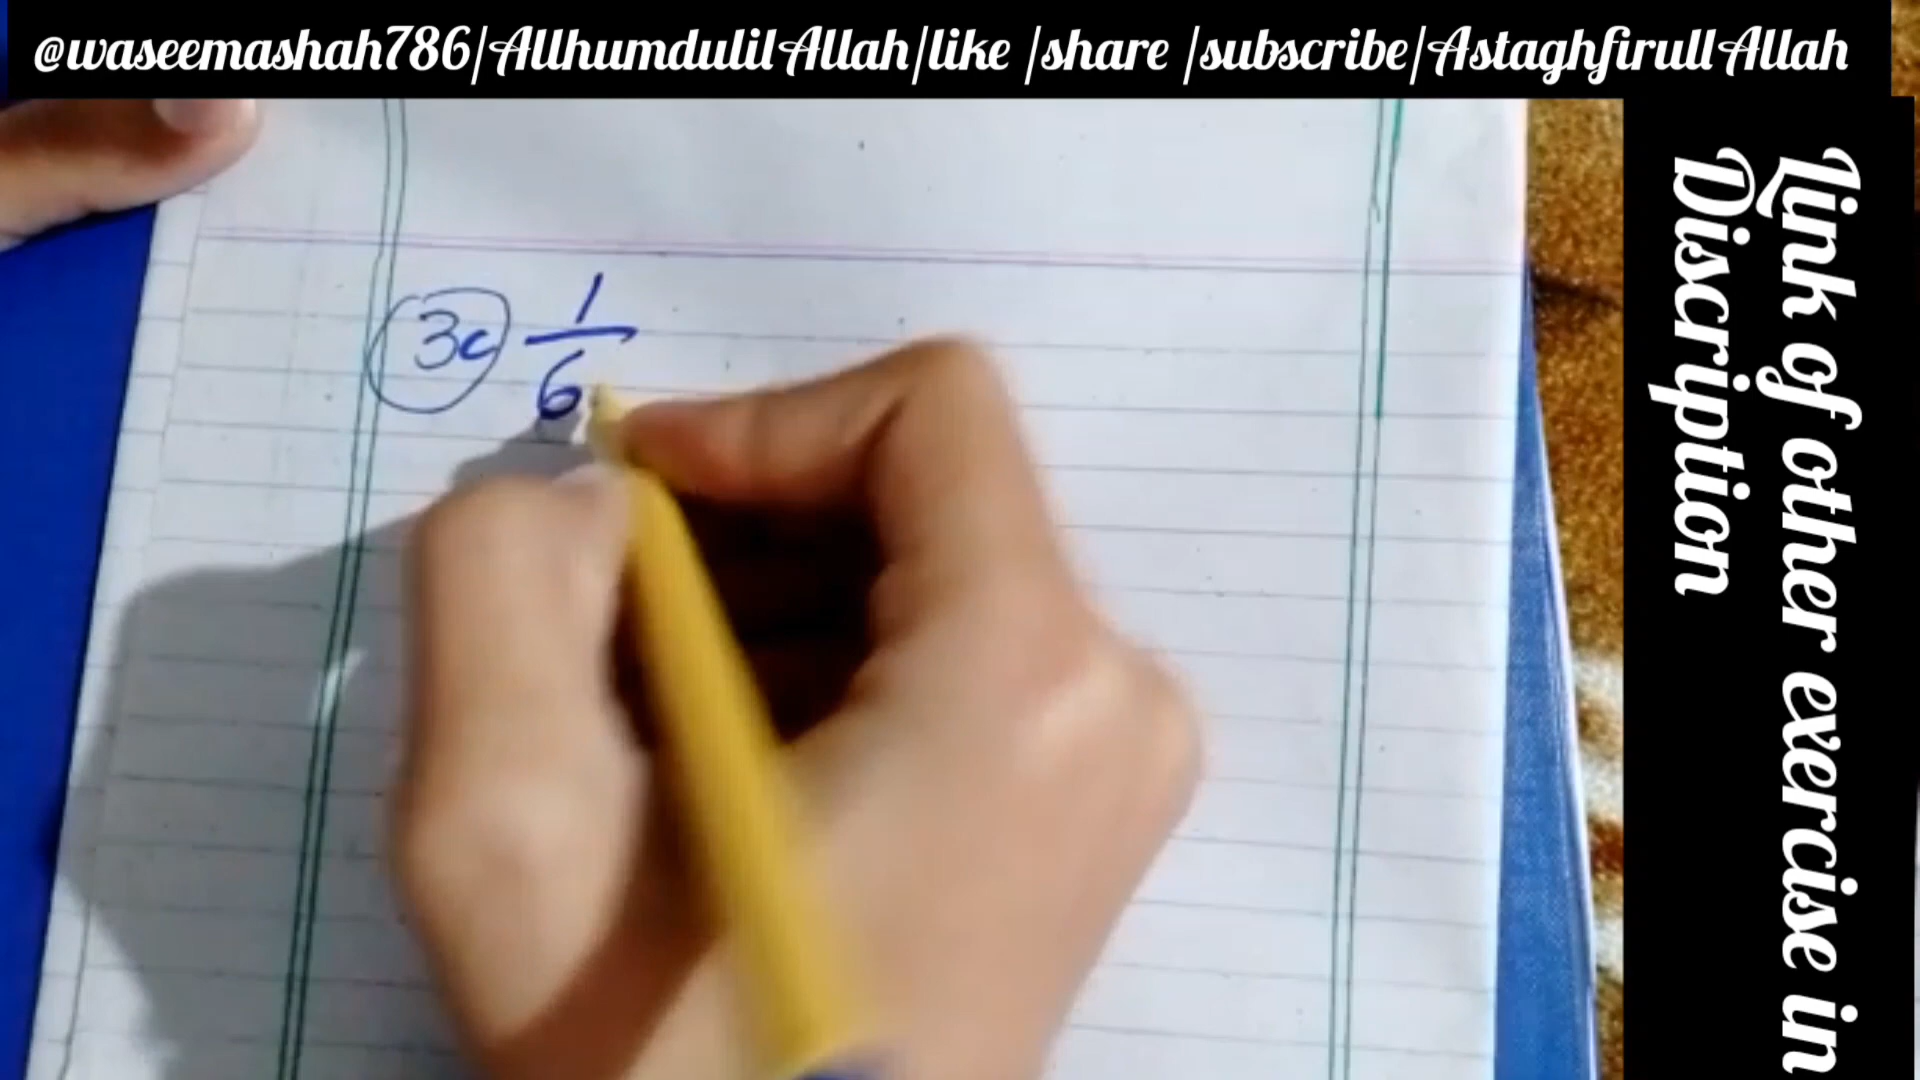 @waseemashah786/AllhumdulilAllah/like /share /subscribe/AstaghfirullAllah
Link of other exercise in
Discription
3c 1
6